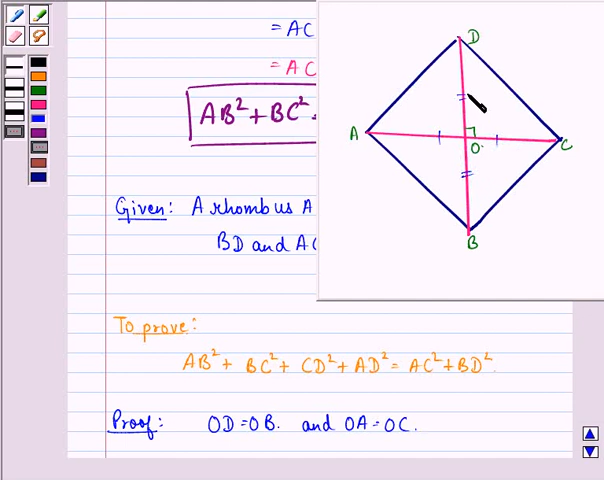 = AC
= AC
AB² + BC²
Given: A rhombus A
BD and AC
To prove:
AB² + BC² + CD² + AD² = AC² + BD².
Proof: OD = OB. and OA = OC.
D
A
O.
C
B